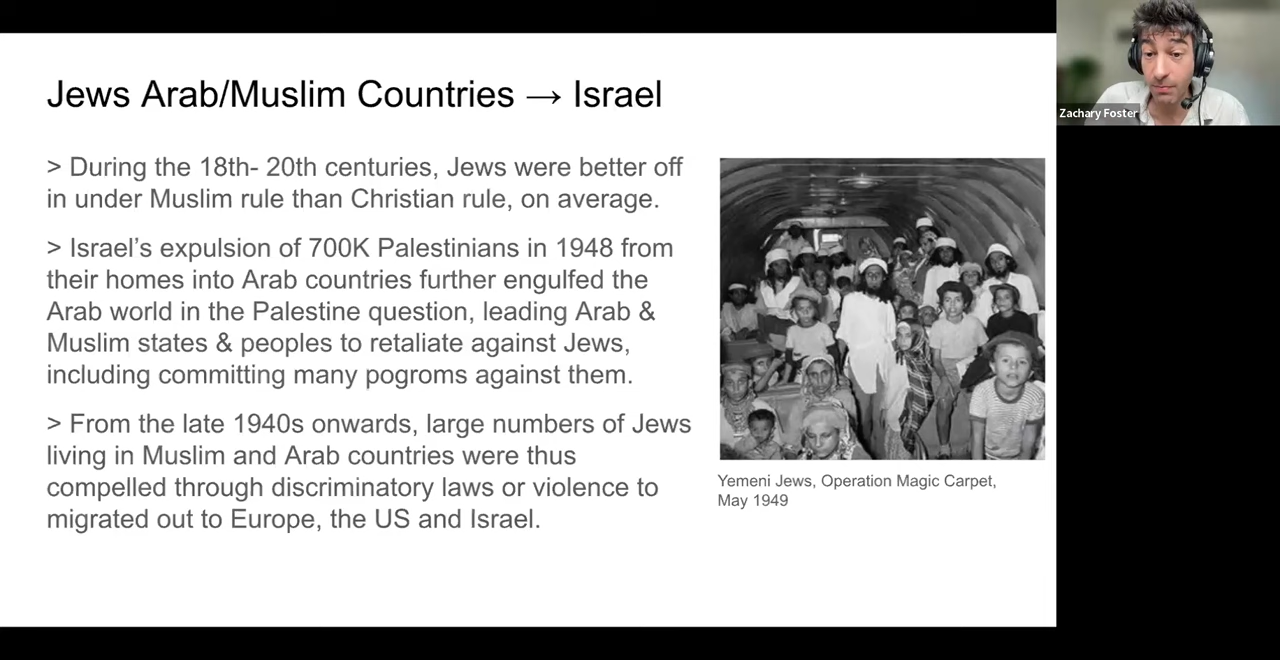 Jews Arab/Muslim Countries → Israel
> During the 18th- 20th centuries, Jews were better off
in under Muslim rule than Christian rule, on average.
> Israel's expulsion of 700K Palestinians in 1948 from
their homes into Arab countries further engulfed the
Arab world in the Palestine question, leading Arab &
Muslim states & peoples to retaliate against Jews,
including committing many pogroms against them.
> From the late 1940s onwards, large numbers of Jews
living in Muslim and Arab countries were thus
compelled through discriminatory laws or violence to
migrated out to Europe, the US and Israel.
Yemeni Jews, Operation Magic Carpet,
May 1949
Zachary Foster